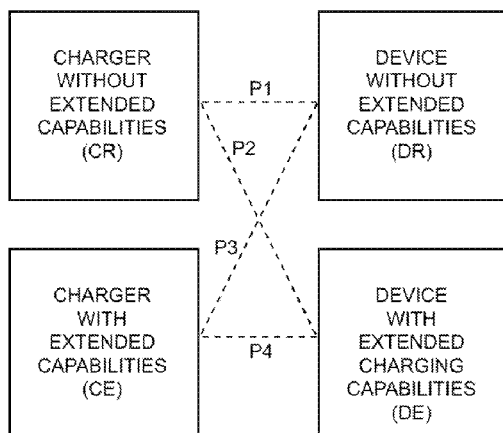 CHARGER
WITHOUT
EXTENDED
CAPABILITIES
(CR)
P1
DEVICE
WITHOUT
EXTENDED
CAPABILITIES
(DR)
P2
P3
CHARGER
WITH
EXTENDED
CAPABILITIES
(CE)
P4
DEVICE
WITH
EXTENDED
CHARGING
CAPABILITIES
(DE)